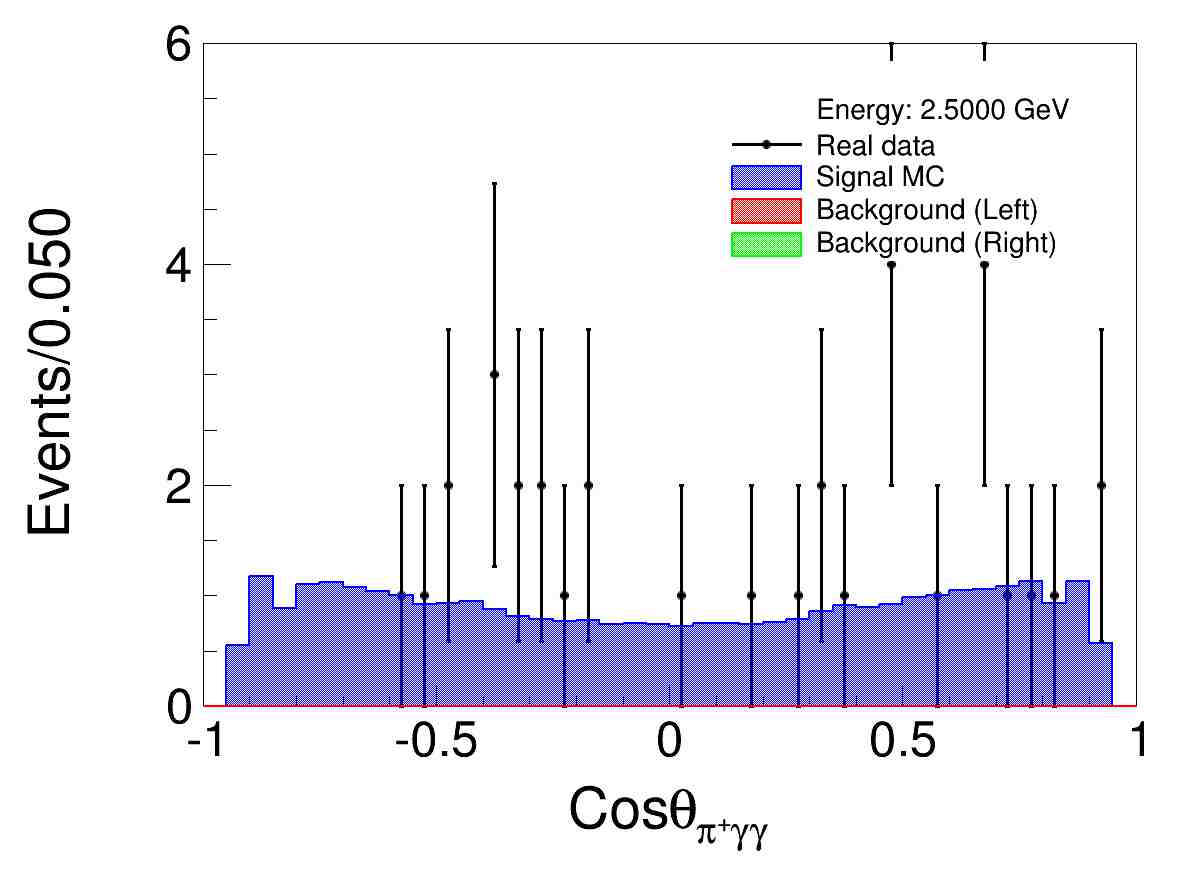 Events/0.050
6
4
2
0
Energy: 2.5000 GeV
Real data
Signal MC
Background (Left)
Background (Right)
-1 -0.5 0 0.5 1
Cosθπ⁺γγ